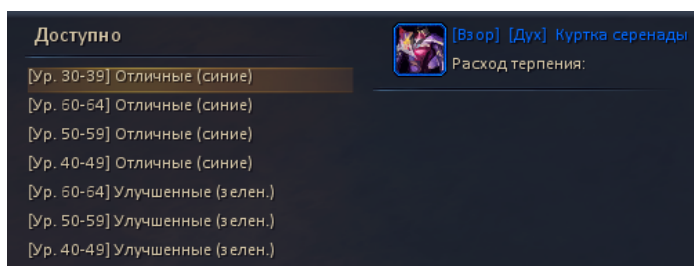 Доступно
[Ур. 30-39] Отличные (синие)
[Ур. 60-64] Отличные (синие)
[Ур. 50-59] Отличные (синие)
[Ур. 40-49] Отличные (синие)
[Ур. 60-64] Улучшенные (зелен.)
[Ур. 50-59] Улучшенные (зелен.)
[Ур. 40-49] Улучшенные (зелен.)
[Взор] [Дух] Куртка серенады
Расход терпения: